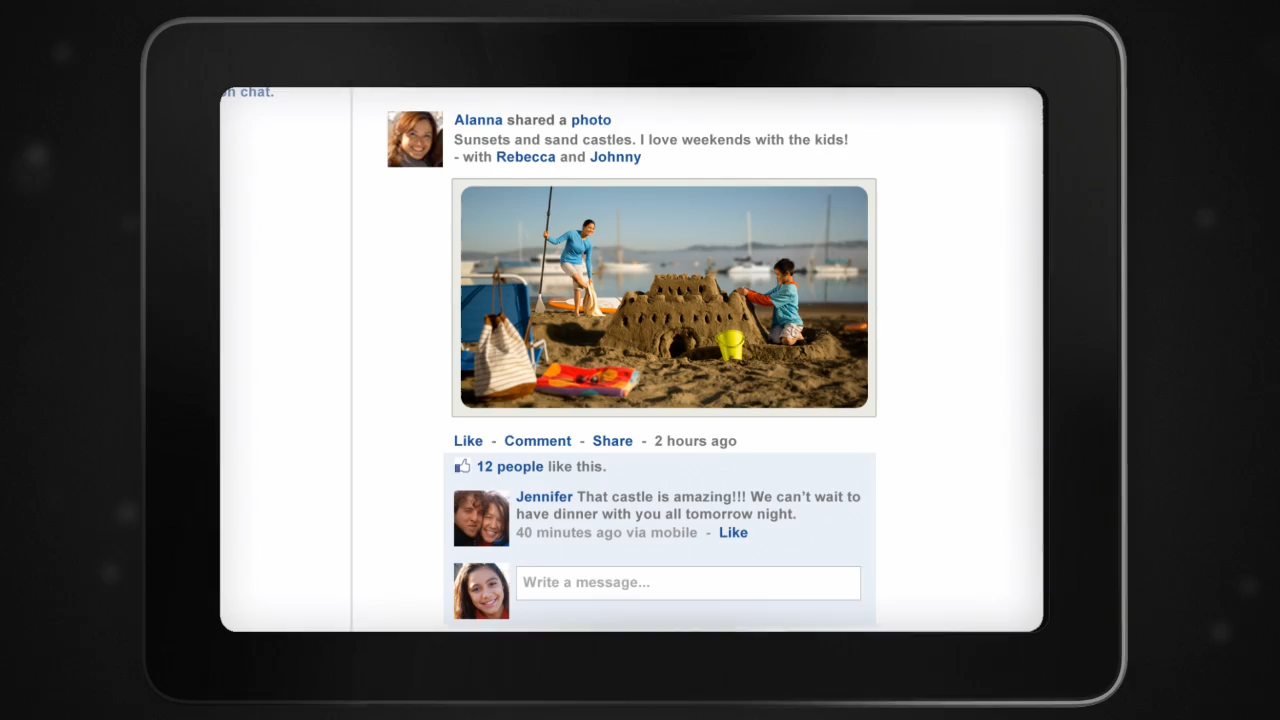 on chat.
Alanna shared a photo
Sunsets and sand castles. I love weekends with the kids!
- with Rebecca and Johnny
Like - Comment - Share - 2 hours ago
12 people like this.
Jennifer That castle is amazing!!! We can’t wait to
have dinner with you all tomorrow night.
40 minutes ago via mobile - Like
Write a message...